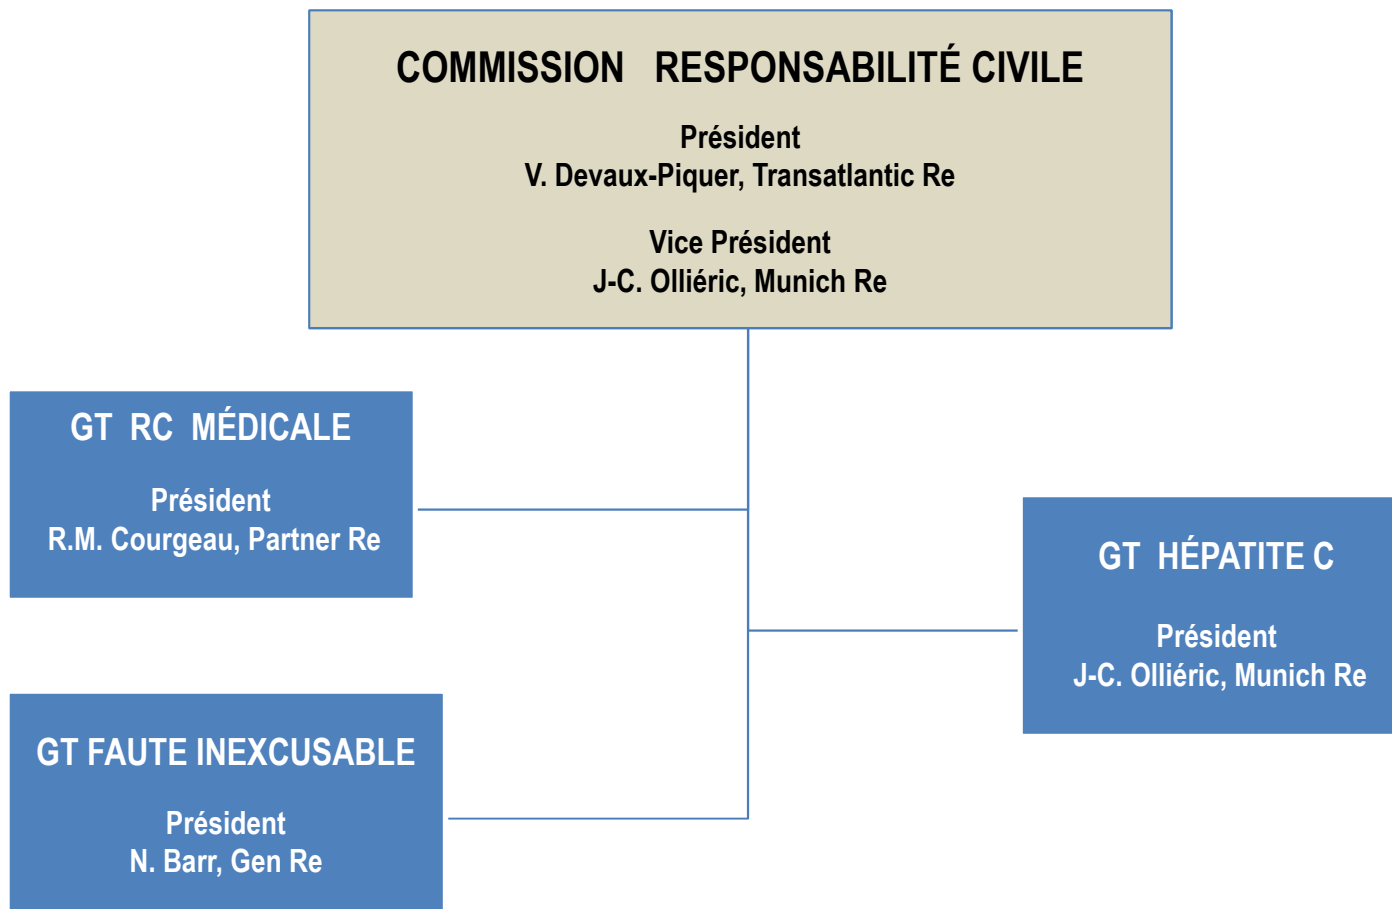 COMMISSION RESPONSABILITÉ CIVILE
Président
V. Devaux-Piquer, Transatlantic Re
Vice Président
J-C. Olliéric, Munich Re
GT RC MÉDICALE
Président
R.M. Courgeau, Partner Re
GT HÉPATITE C
Président
J-C. Olliéric, Munich Re
GT FAUTE INEXCUSABLE
Président
N. Barr, Gen Re